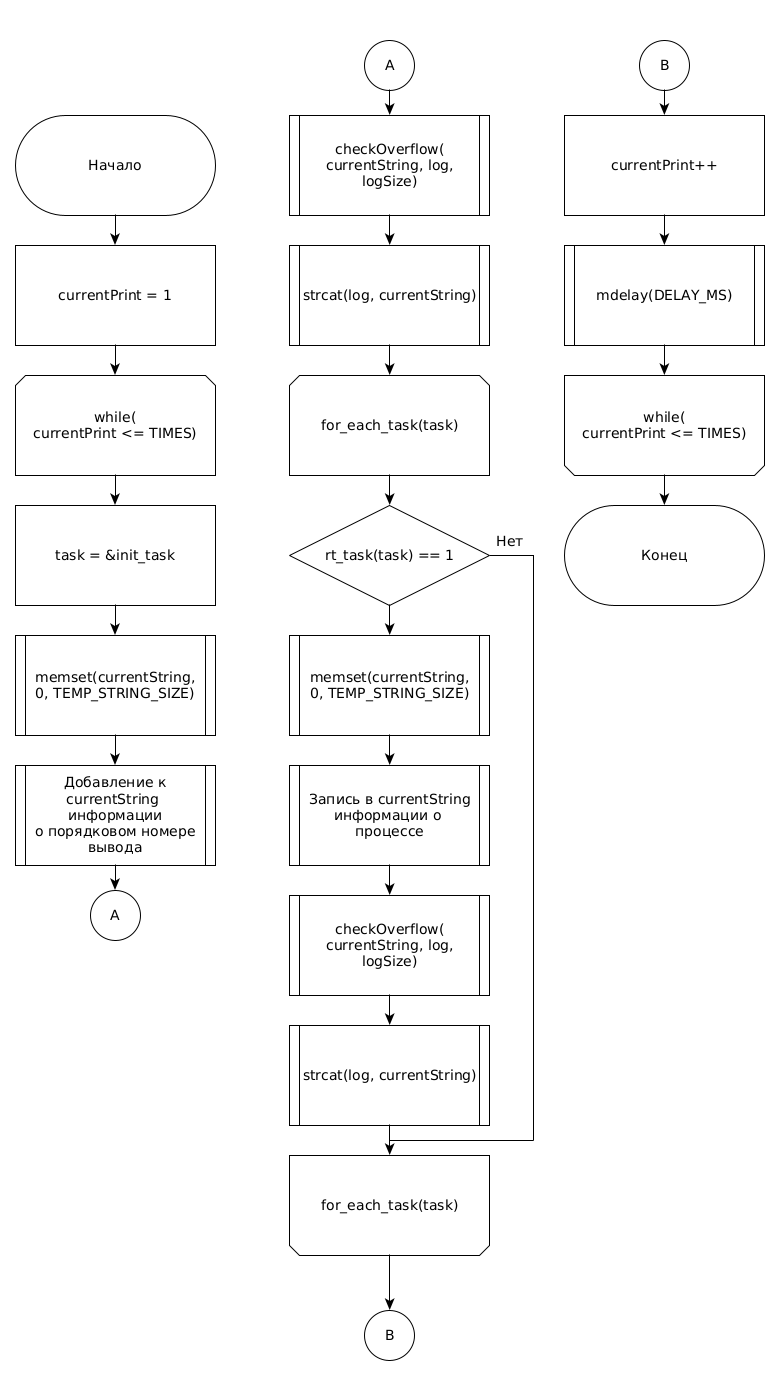 Начало
currentPrint = 1
while(
currentPrint <= TIMES)
task = &init_task
memset(currentString,
0, TEMP_STRING_SIZE)
Добавление к
currentString
информации
о порядковом номере
вывода
A
A
checkOverflow(
currentString, log,
logSize)
strcat(log, currentString)
for_each_task(task)
rt_task(task) == 1
Нет
memset(currentString,
0, TEMP_STRING_SIZE)
Запись в currentString
информации о
процессе
checkOverflow(
currentString, log,
logSize)
strcat(log, currentString)
for_each_task(task)
B
B
currentPrint++
mdelay(DELAY_MS)
while(
currentPrint <= TIMES)
Конец